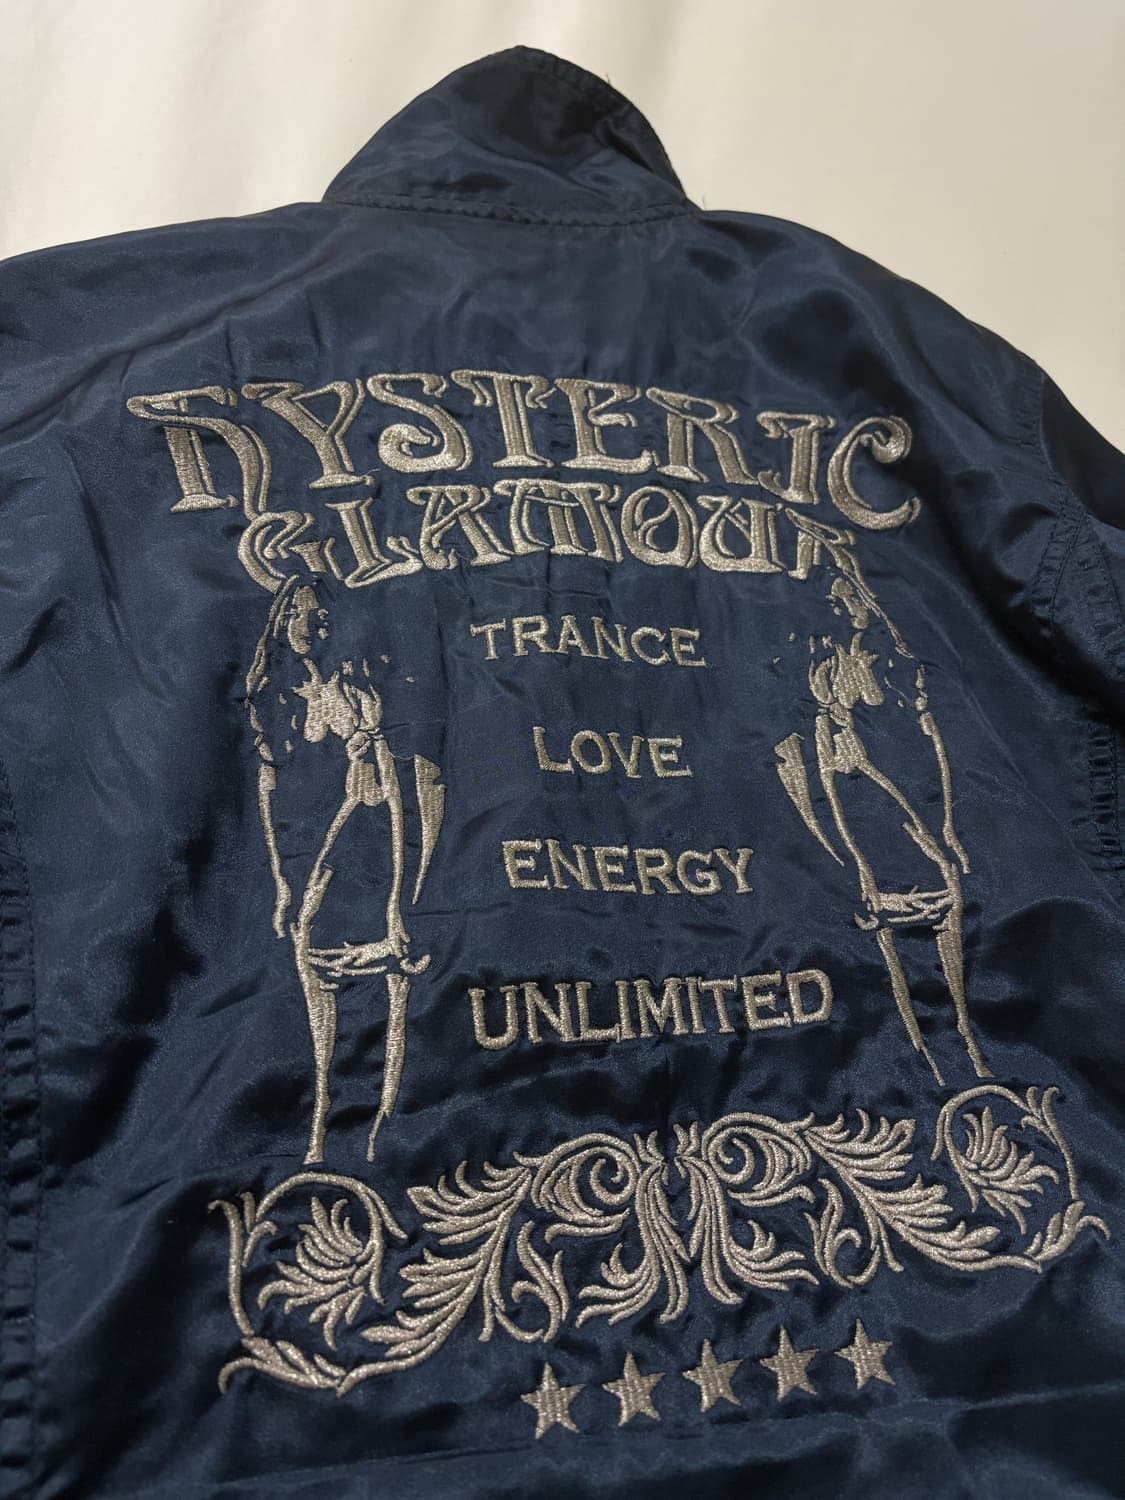 HYSTERIC
GLAMOUR
TRANCE
LOVE
ENERGY
UNLIMITED